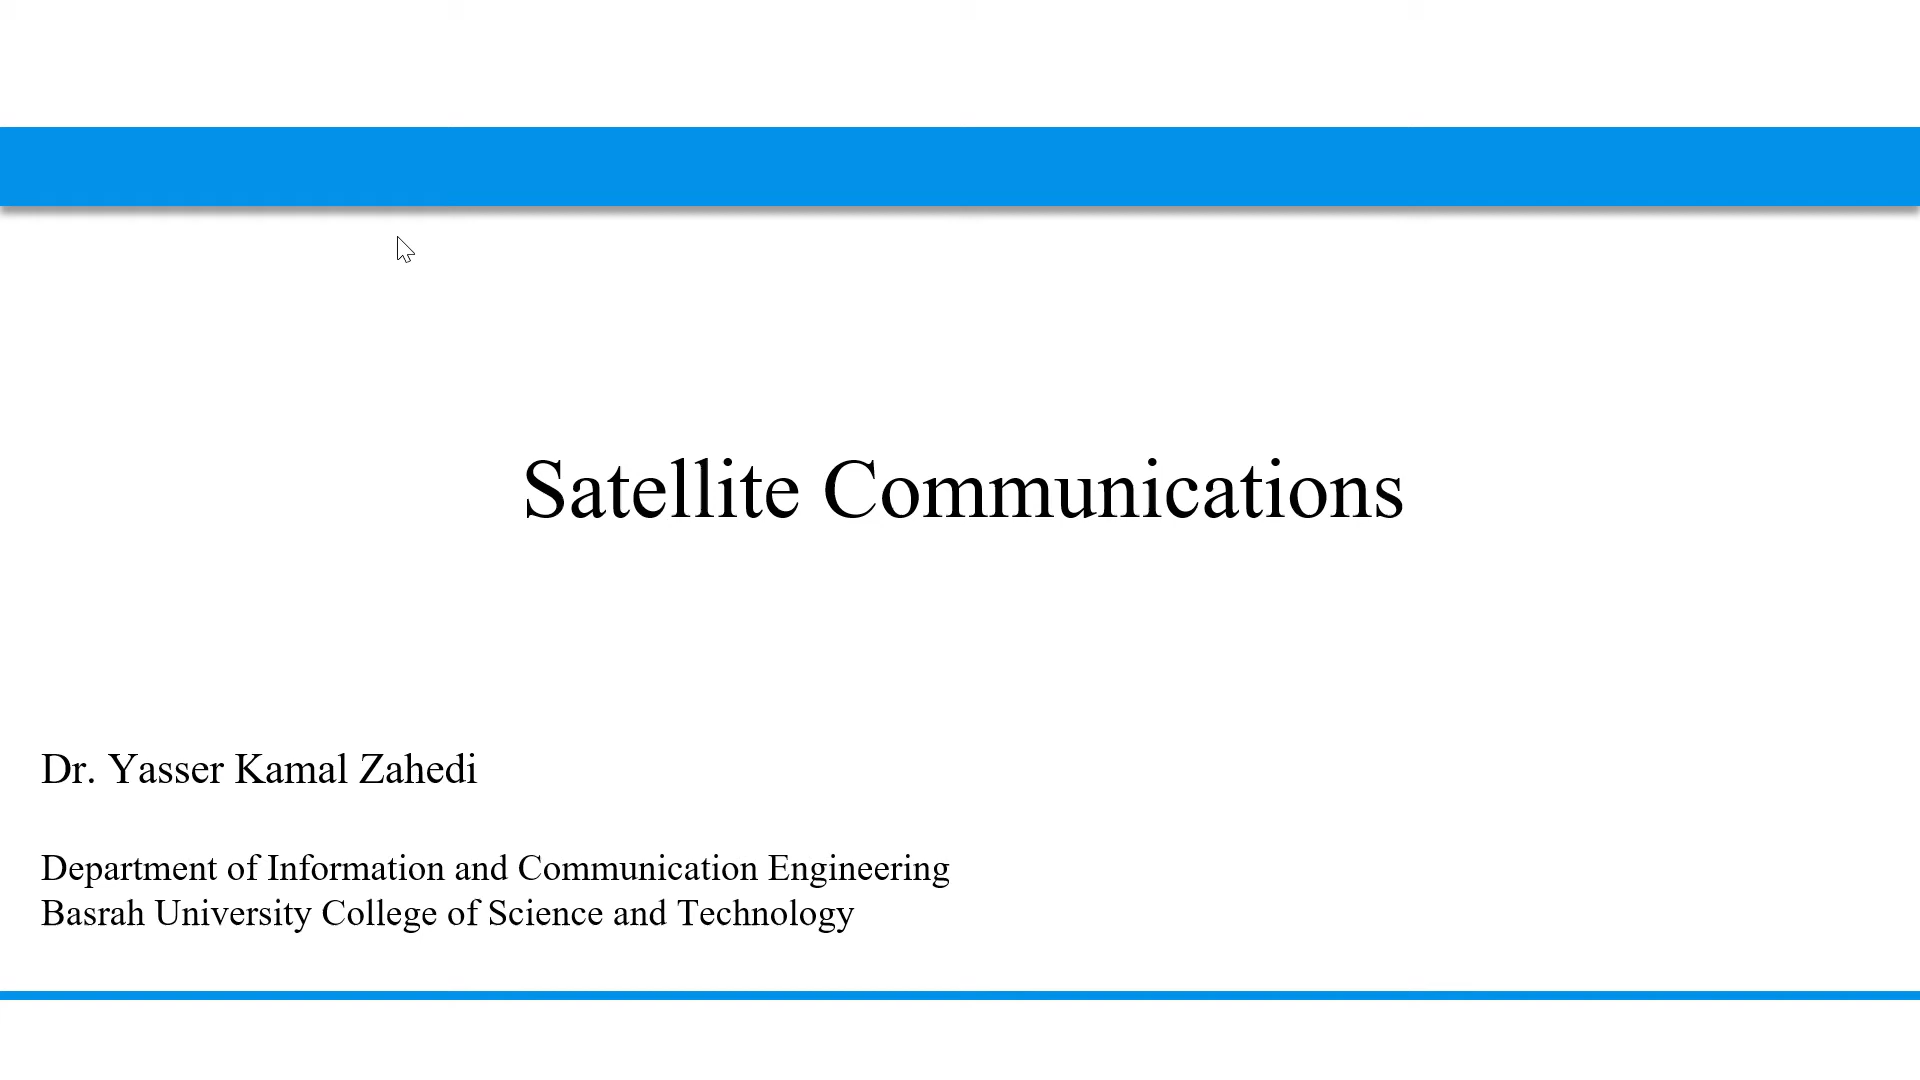 Satellite Communications
Dr. Yasser Kamal Zahedi
Department of Information and Communication Engineering
Basrah University College of Science and Technology